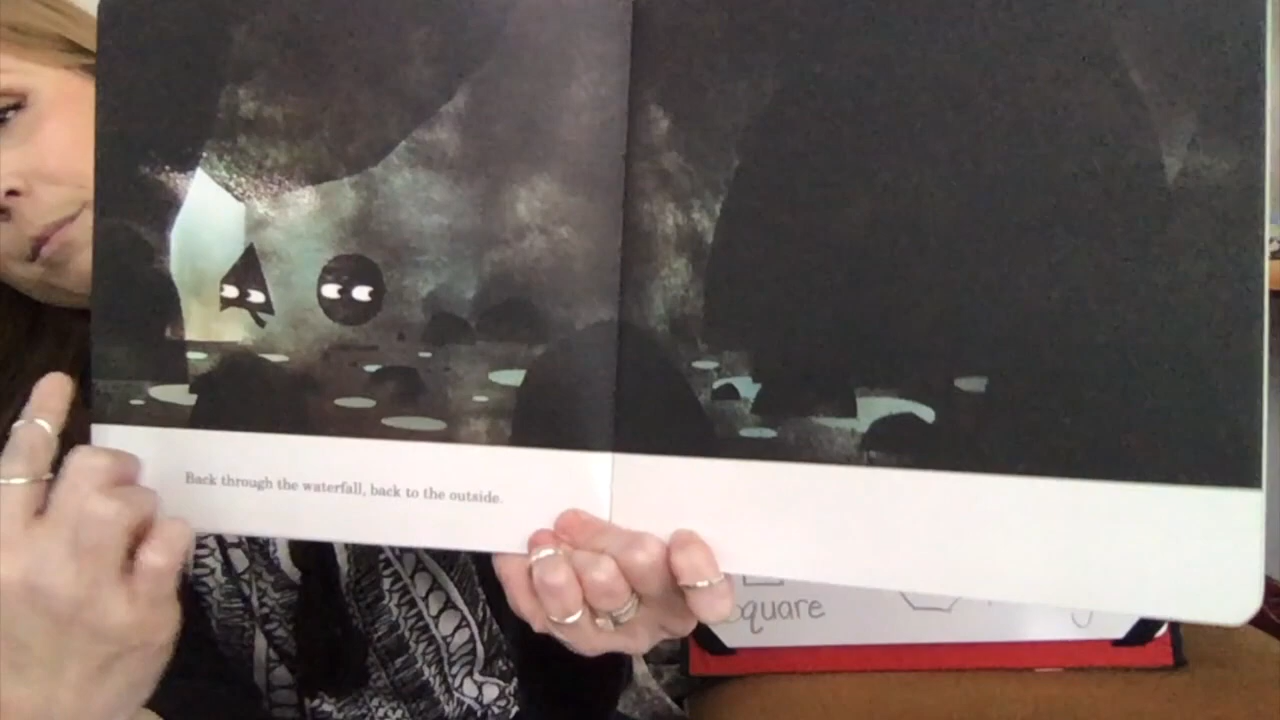 Back through the waterfall, back to the outside.
square